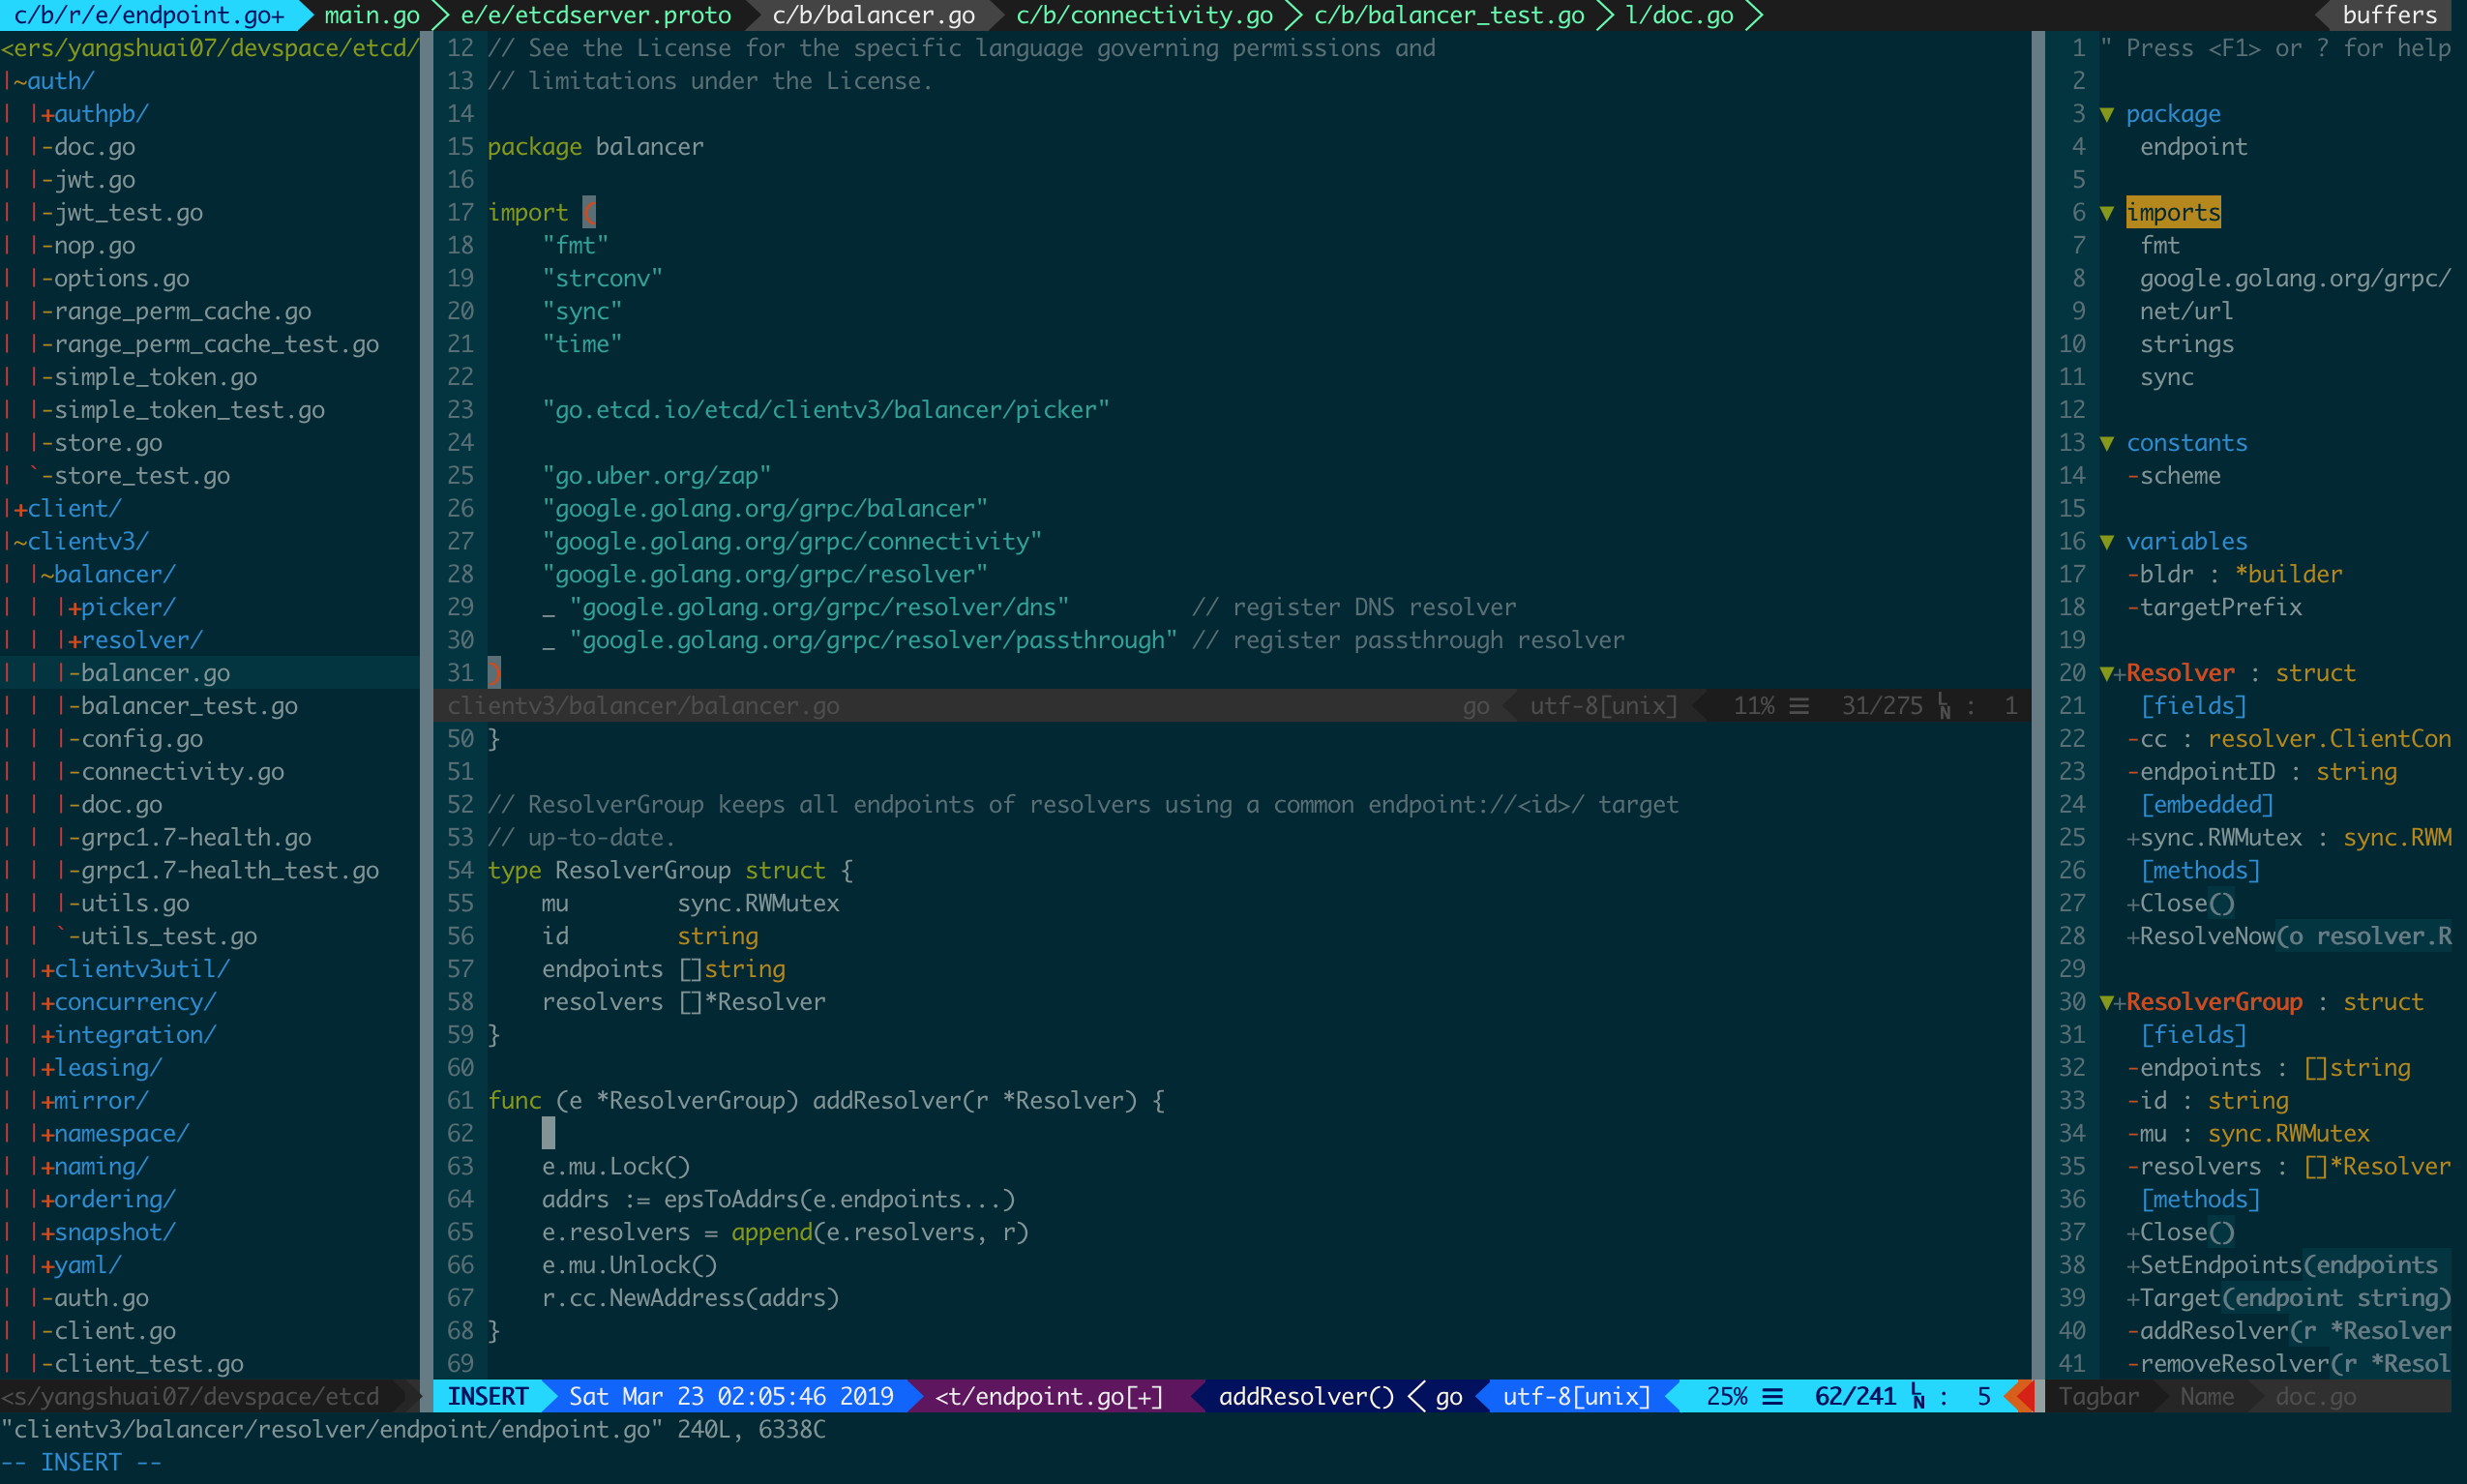 c/b/r/e/endpoint.go+ main.go e/e/etcdserver.proto c/b/balancer.go c/b/connectivity.go c/b/balancer_test.go l/doc.go buffers
<ers/yangshuai07/devspace/etcd/
|~auth/
| |+authpb/
| |-doc.go
| |-jwt.go
| |-jwt_test.go
| |-nop.go
| |-options.go
| |-range_perm_cache.go
| |-range_perm_cache_test.go
| |-simple_token.go
| |-simple_token_test.go
| |-store.go
| `-store_test.go
|+client/
|~clientv3/
| |~balancer/
| | |+picker/
| | |+resolver/
| | |-balancer.go
| | |-balancer_test.go
| | |-config.go
| | |-connectivity.go
| | |-doc.go
| | |-grpc1.7-health.go
| | |-grpc1.7-health_test.go
| | |-utils.go
| | `-utils_test.go
| |+clientv3util/
| |+concurrency/
| |+integration/
| |+leasing/
| |+mirror/
| |+namespace/
| |+naming/
| |+ordering/
| |+snapshot/
| |+yaml/
| |-auth.go
| |-client.go
| |-client_test.go
<s/yangshuai07/devspace/etcd
12 // See the License for the specific language governing permissions and
13 // limitations under the License.
14
15 package balancer
16
17 import (
18     "fmt"
19     "strconv"
20     "sync"
21     "time"
22
23     "go.etcd.io/etcd/clientv3/balancer/picker"
24
25     "go.uber.org/zap"
26     "google.golang.org/grpc/balancer"
27     "google.golang.org/grpc/connectivity"
28     "google.golang.org/grpc/resolver"
29     _ "google.golang.org/grpc/resolver/dns"         // register DNS resolver
30     _ "google.golang.org/grpc/resolver/passthrough" // register passthrough resolver
31 )
clientv3/balancer/balancer.go go utf-8[unix] 11% ☰ 31/275 LN : 1
50 }
51
52 // ResolverGroup keeps all endpoints of resolvers using a common endpoint://<id>/ target
53 // up-to-date.
54 type ResolverGroup struct {
55     mu        sync.RWMutex
56     id        string
57     endpoints []string
58     resolvers []*Resolver
59 }
60
61 func (e *ResolverGroup) addResolver(r *Resolver) {
62
63     e.mu.Lock()
64     addrs := epsToAddrs(e.endpoints...)
65     e.resolvers = append(e.resolvers, r)
66     e.mu.Unlock()
67     r.cc.NewAddress(addrs)
68 }
69
INSERT Sat Mar 23 02:05:46 2019 <t/endpoint.go[+] addResolver() go utf-8[unix] 25% ☰ 62/241 LN : 5
1 " Press <F1> or ? for help
2
3 ▼ package
4    endpoint
5
6 ▼ imports
7    fmt
8    google.golang.org/grpc/
9    net/url
10    strings
11    sync
12
13 ▼ constants
14   -scheme
15
16 ▼ variables
17   -bldr : *builder
18   -targetPrefix
19
20 ▼+Resolver : struct
21    [fields]
22   -cc : resolver.ClientCon
23   -endpointID : string
24    [embedded]
25   +sync.RWMutex : sync.RWM
26    [methods]
27   +Close()
28   +ResolveNow(o resolver.R
29
30 ▼+ResolverGroup : struct
31    [fields]
32   -endpoints : []string
33   -id : string
34   -mu : sync.RWMutex
35   -resolvers : []*Resolver
36    [methods]
37   +Close()
38   +SetEndpoints(endpoints
39   +Target(endpoint string)
40   -addResolver(r *Resolver
41   -removeResolver(r *Resol
Tagbar Name doc.go
"clientv3/balancer/resolver/endpoint/endpoint.go" 240L, 6338C
-- INSERT --